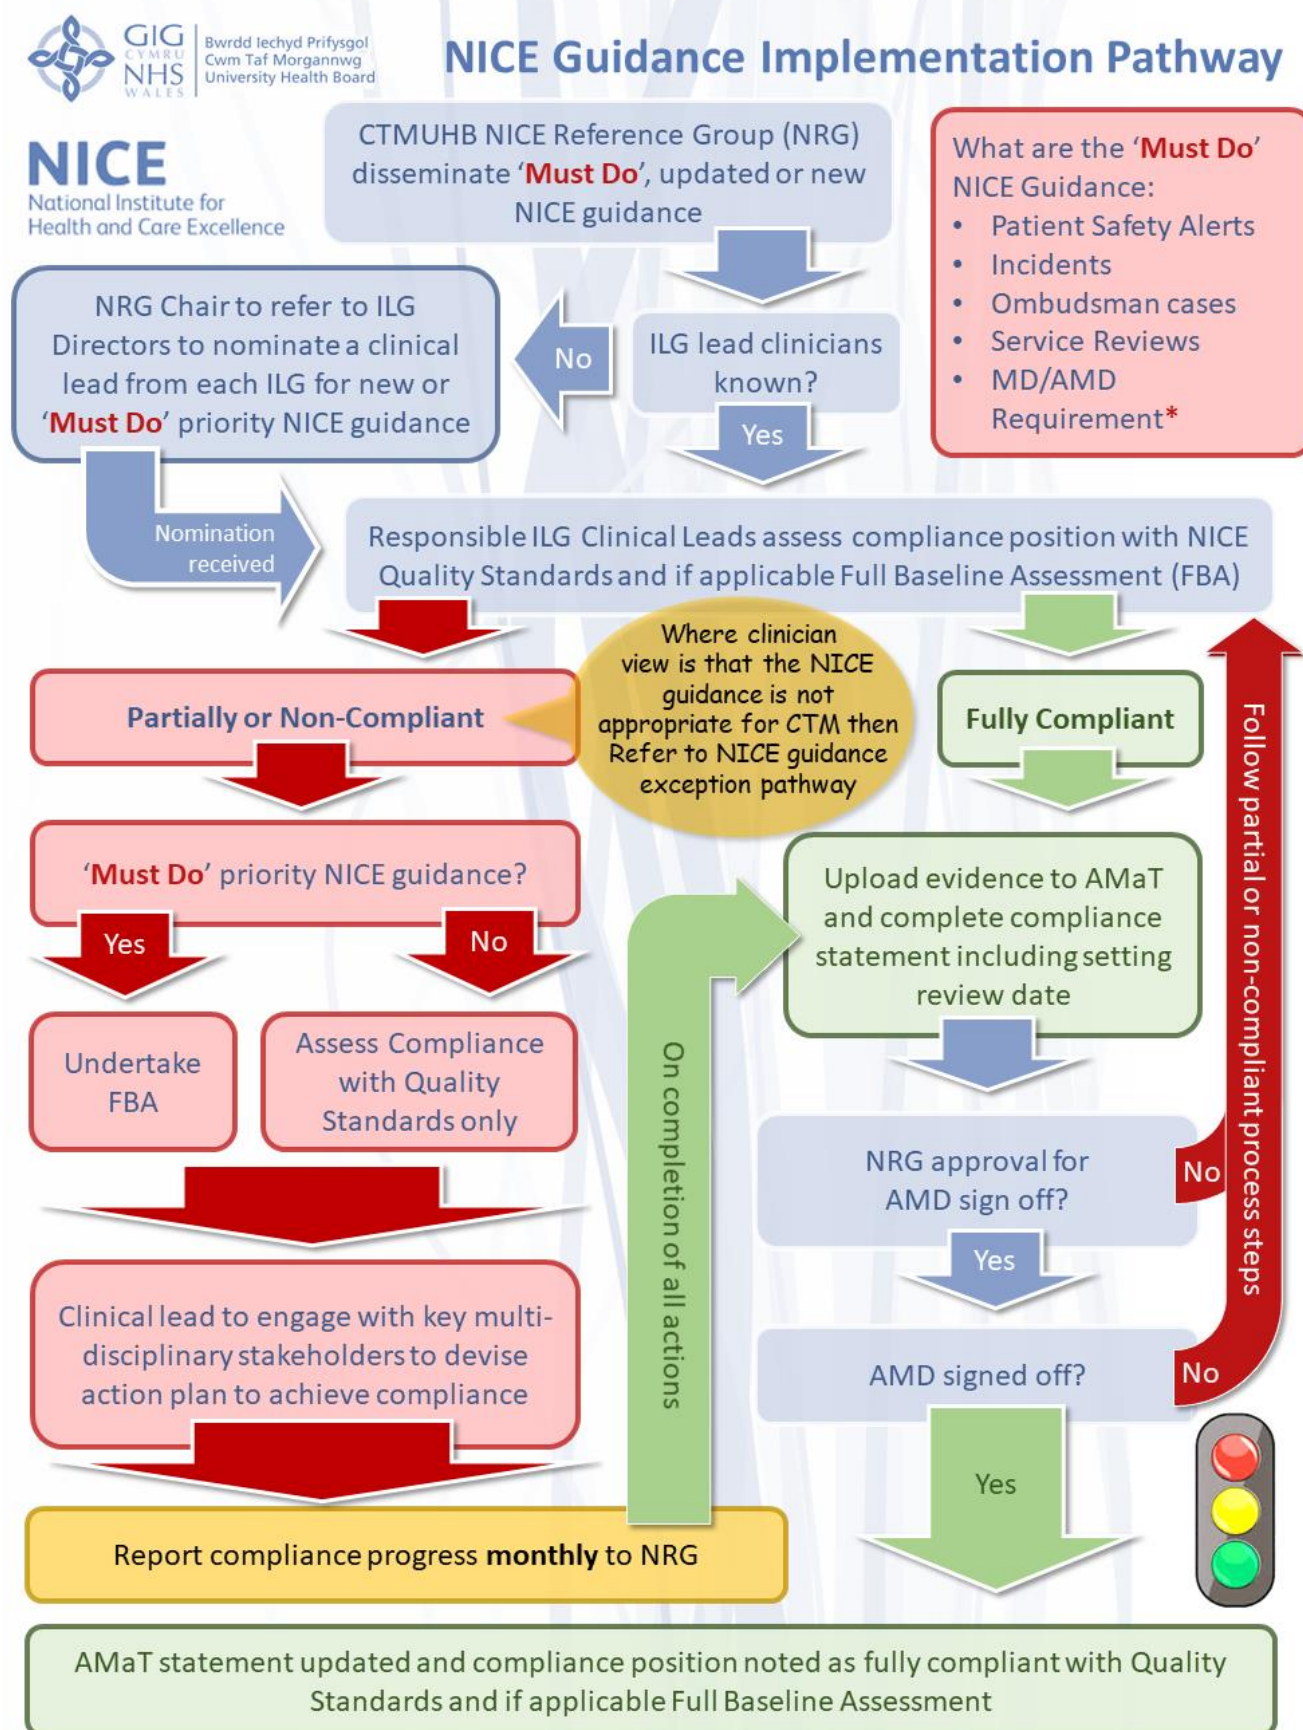 GIG
CYMRU
NHS
WALES
Bwrdd Iechyd Prifysgol
Cwm Taf Morgannwg
University Health Board
NICE Guidance Implementation Pathway
NICE
National Institute for
Health and Care Excellence
CTMUHB NICE Reference Group (NRG)
disseminate ‘Must Do’, updated or new
NICE guidance
What are the ‘Must Do’
NICE Guidance:
• Patient Safety Alerts
• Incidents
• Ombudsman cases
• Service Reviews
• MD/AMD
Requirement*
NRG Chair to refer to ILG
Directors to nominate a clinical
lead from each ILG for new or
‘Must Do’ priority NICE guidance
No
ILG lead clinicians
known?
Yes
Nomination
received
Responsible ILG Clinical Leads assess compliance position with NICE
Quality Standards and if applicable Full Baseline Assessment (FBA)
Where clinician
view is that the NICE
guidance is not
appropriate for CTM then
Refer to NICE guidance
exception pathway
Partially or Non-Compliant
Fully Compliant
‘Must Do’ priority NICE guidance?
Yes
No
Undertake
FBA
Assess Compliance
with Quality
Standards only
Clinical lead to engage with key multi-
disciplinary stakeholders to devise
action plan to achieve compliance
Report compliance progress monthly to NRG
On completion of all actions
Upload evidence to AMaT
and complete compliance
statement including setting
review date
NRG approval for
AMD sign off?
No
Yes
AMD signed off?
No
Follow partial or non-compliant process steps
Yes
AMaT statement updated and compliance position noted as fully compliant with Quality
Standards and if applicable Full Baseline Assessment